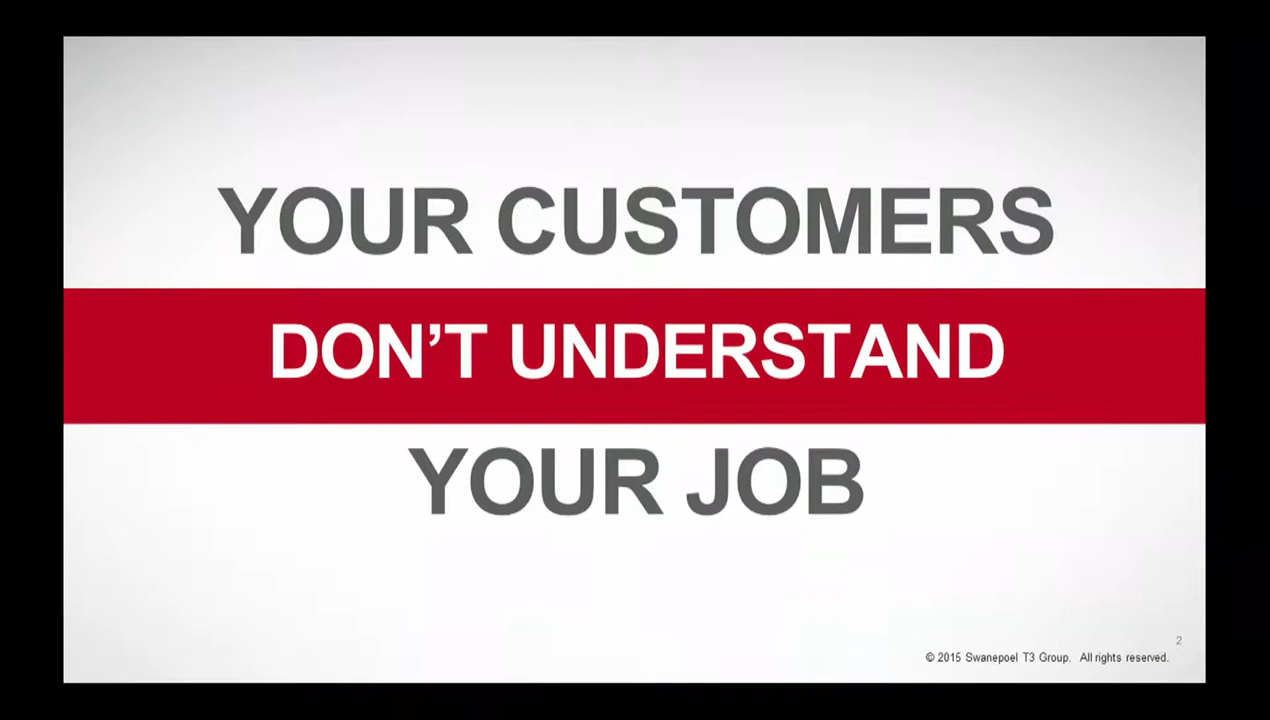 YOUR CUSTOMERS
DON’T UNDERSTAND
YOUR JOB
2
© 2015 Swanepoel T3 Group. All rights reserved.